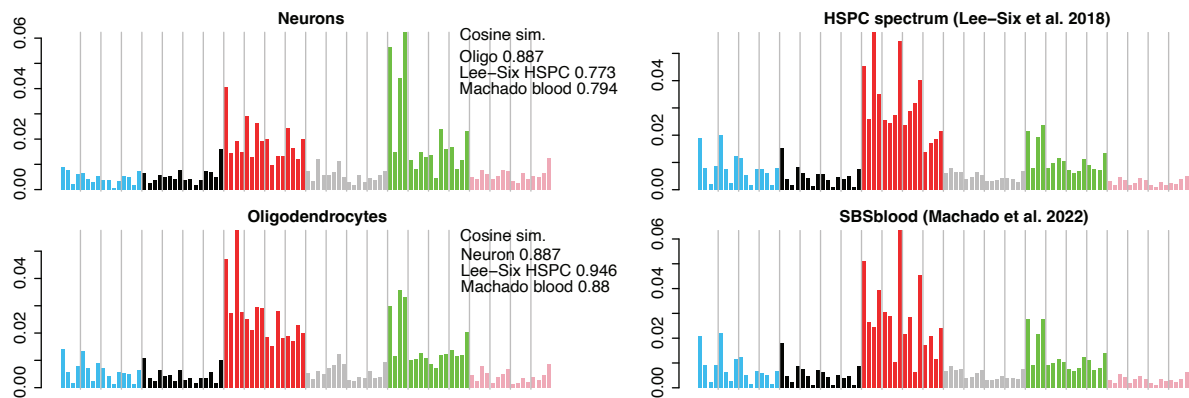 Neurons
0.06
0.04
0.02
0.00
Cosine sim.
Oligo 0.887
Lee−Six HSPC 0.773
Machado blood 0.794
HSPC spectrum (Lee−Six et al. 2018)
0.04
0.02
0.00
Oligodendrocytes
0.04
0.02
0.00
Cosine sim.
Neuron 0.887
Lee−Six HSPC 0.946
Machado blood 0.88
SBSblood (Machado et al. 2022)
0.06
0.04
0.02
0.00